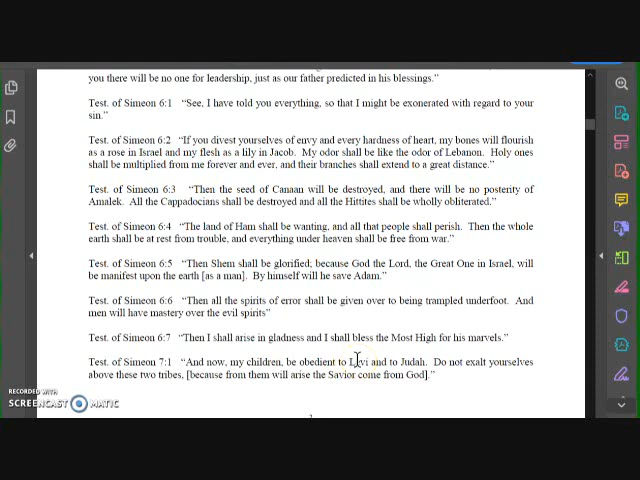 you there will be no one for leadership, just as our father predicted in his blessings.”
Test. of Simeon 6:1 “See, I have told you everything, so that I might be exonerated with regard to your
sin.”
Test. of Simeon 6:2 “If you divest yourselves of envy and every hardness of heart, my bones will flourish
as a rose in Israel and my flesh as a lily in Jacob. My odor shall be like the odor of Lebanon. Holy ones
shall be multiplied from me forever and ever, and their branches shall extend to a great distance.”
Test. of Simeon 6:3 “Then the seed of Canaan will be destroyed, and there will be no posterity of
Amalek. All the Cappadocians shall be destroyed and all the Hittites shall be wholly obliterated.”
Test. of Simeon 6:4 “The land of Ham shall be wanting, and all that people shall perish. Then the whole
earth shall be at rest from trouble, and everything under heaven shall be free from war.”
Test. of Simeon 6:5 “Then Shem shall be glorified; because God the Lord, the Great One in Israel, will
be manifest upon the earth [as a man]. By himself will he save Adam.”
Test. of Simeon 6:6 “Then all the spirits of error shall be given over to being trampled underfoot. And
men will have mastery over the evil spirits”
Test. of Simeon 6:7 “Then I shall arise in gladness and I shall bless the Most High for his marvels.”
Test. of Simeon 7:1 “And now, my children, be obedient to Levi and to Judah. Do not exalt yourselves
above these two tribes, [because from them will arise the Savior come from God].”
RECORDED WITH
SCREENCAST MATIC